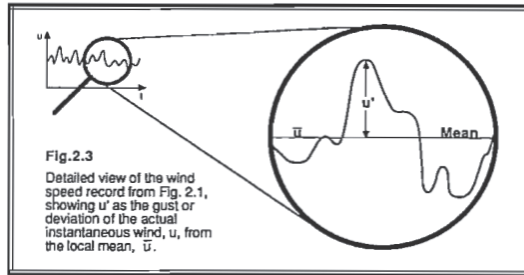 u
t
u'
ū
Mean
Fig.2.3
Detailed view of the wind
speed record from Fig. 2.1,
showing u' as the gust or
deviation of the actual
instantaneous wind, u, from
the local mean, ū.